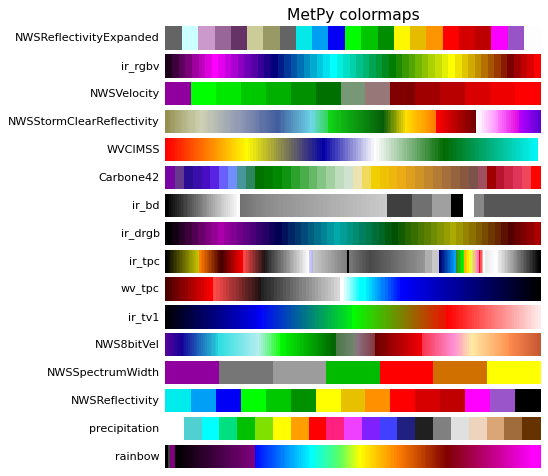 MetPy colormaps
NWSReflectivityExpanded
ir_rgbv
NWSVelocity
NWSStormClearReflectivity
WVCIMSS
Carbone42
ir_bd
ir_drgb
ir_tpc
wv_tpc
ir_tv1
NWS8bitVel
NWSSpectrumWidth
NWSReflectivity
precipitation
rainbow